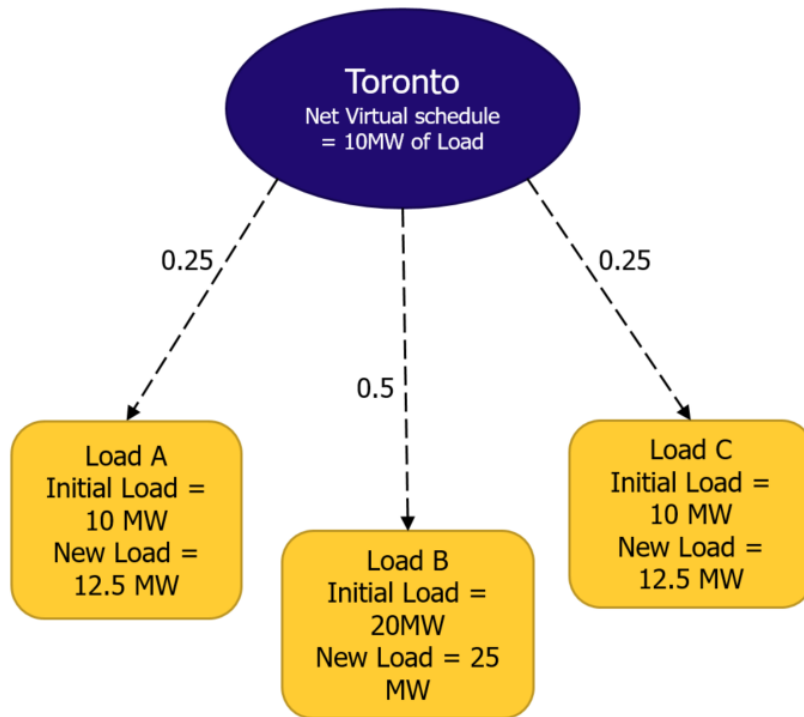 Toronto
Net Virtual schedule
= 10MW of Load
0.25
0.25
0.5
Load A
Initial Load =
10 MW
New Load =
12.5 MW
Load B
Initial Load =
20MW
New Load = 25
MW
Load C
Initial Load =
10 MW
New Load =
12.5 MW